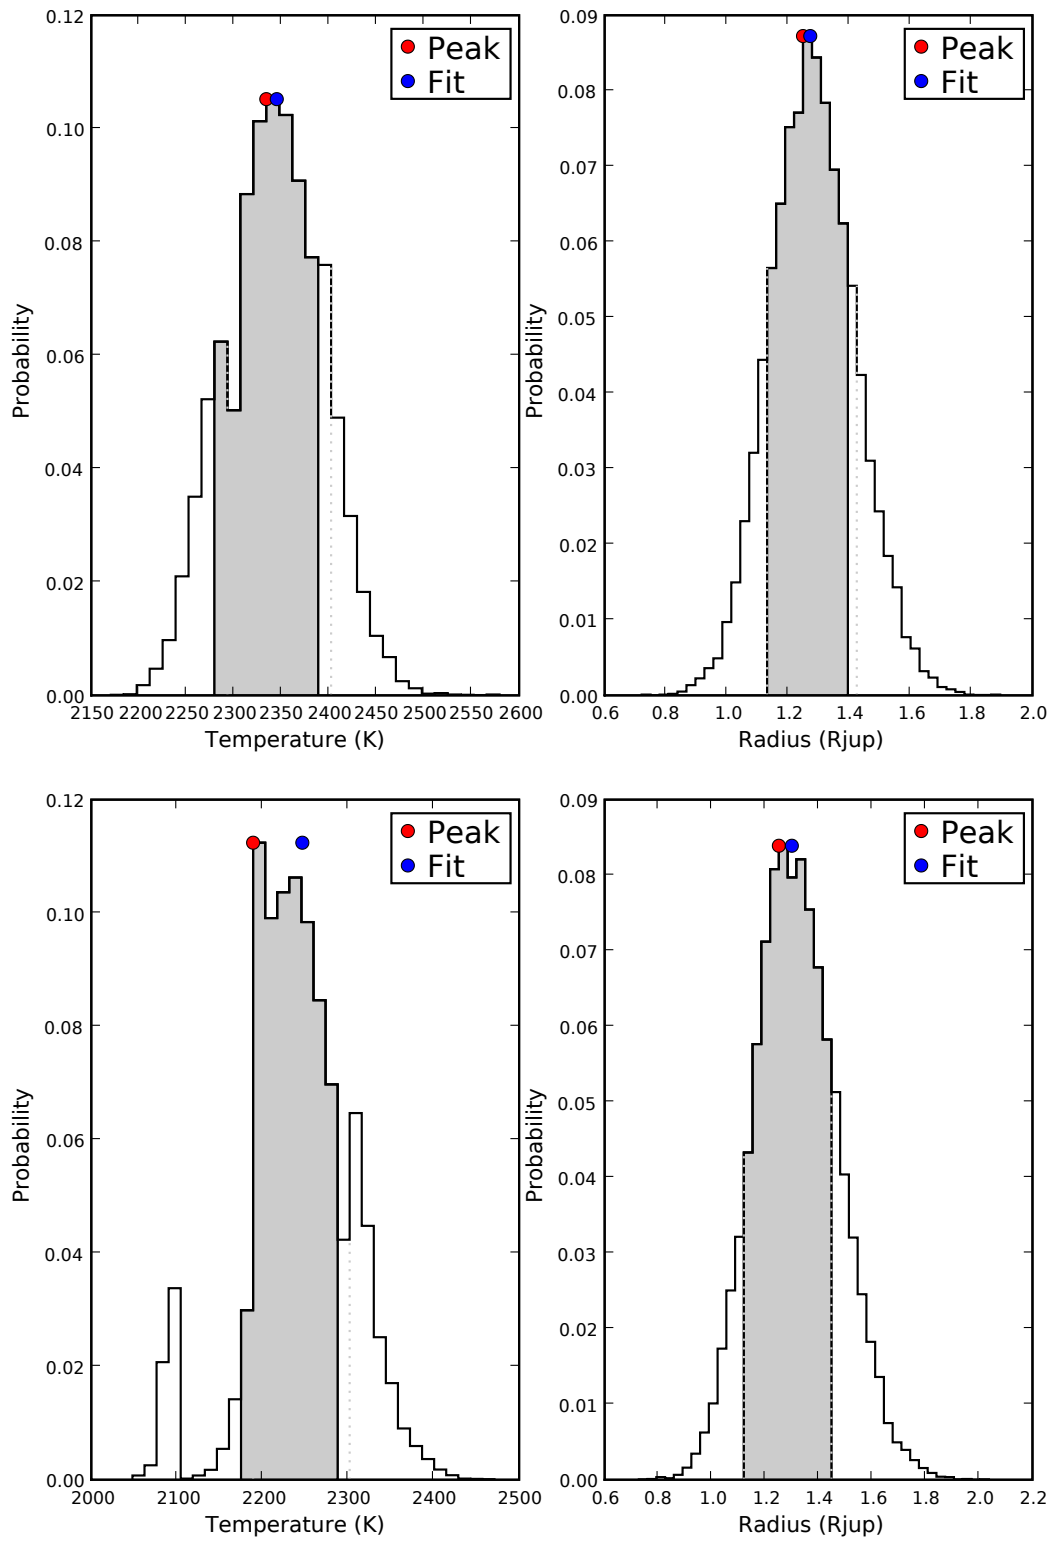 0.12
0.10
0.08
0.06
0.04
0.02
0.00
Probability
2150 2200 2250 2300 2350 2400 2450 2500 2550 2600
Temperature (K)
Peak
Fit
0.09
0.08
0.07
0.06
0.05
0.04
0.03
0.02
0.01
0.00
Probability
0.6 0.8 1.0 1.2 1.4 1.6 1.8 2.0
Radius (Rjup)
Peak
Fit
0.12
0.10
0.08
0.06
0.04
0.02
0.00
Probability
2000 2100 2200 2300 2400 2500
Temperature (K)
Peak
Fit
0.09
0.08
0.07
0.06
0.05
0.04
0.03
0.02
0.01
0.00
Probability
0.6 0.8 1.0 1.2 1.4 1.6 1.8 2.0 2.2
Radius (Rjup)
Peak
Fit